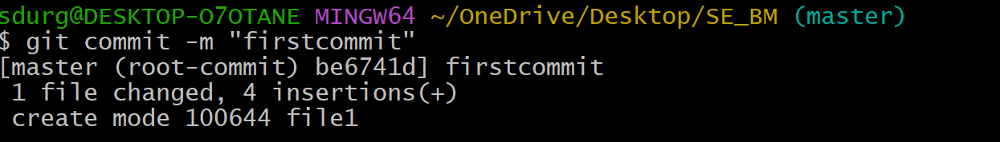 sdurg@DESKTOP-O7OTANE MINGW64 ~/OneDrive/Desktop/SE_BM (master)
$ git commit -m "firstcommit"
[master (root-commit) be6741d] firstcommit
 1 file changed, 4 insertions(+)
 create mode 100644 file1